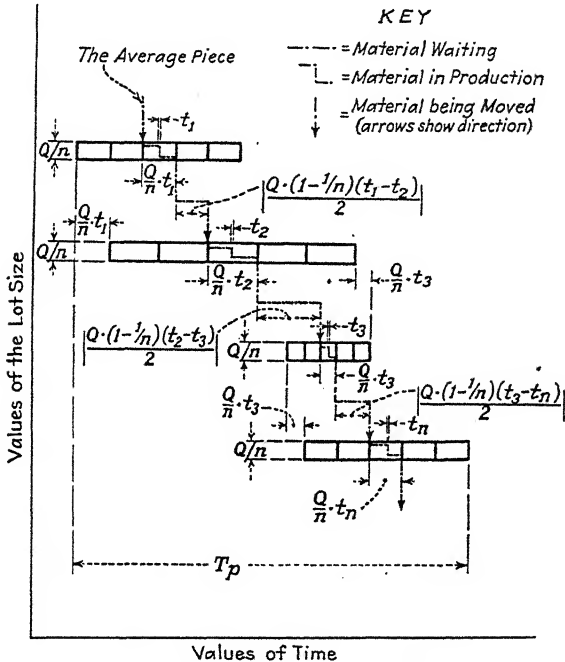 KEY
= Material Waiting
= Material in Production
= Material being Moved
(arrows show direction)
The Average Piece
t₁
Q/n
Q/n · t₁
|Q·(1-1/n)(t₁-t₂)/2|
Q/n · t₁
t₂
Q/n
Q/n · t₂
Q/n · t₃
|Q·(1-1/n)(t₂-t₃)/2|
t₃
Q/n
Q/n · t₃
|Q·(1-1/n)(t₃-tn)/2|
Q/n · t₃
tn
Q/n
Q/n · tn
Tp
Values of the Lot Size
Values of Time